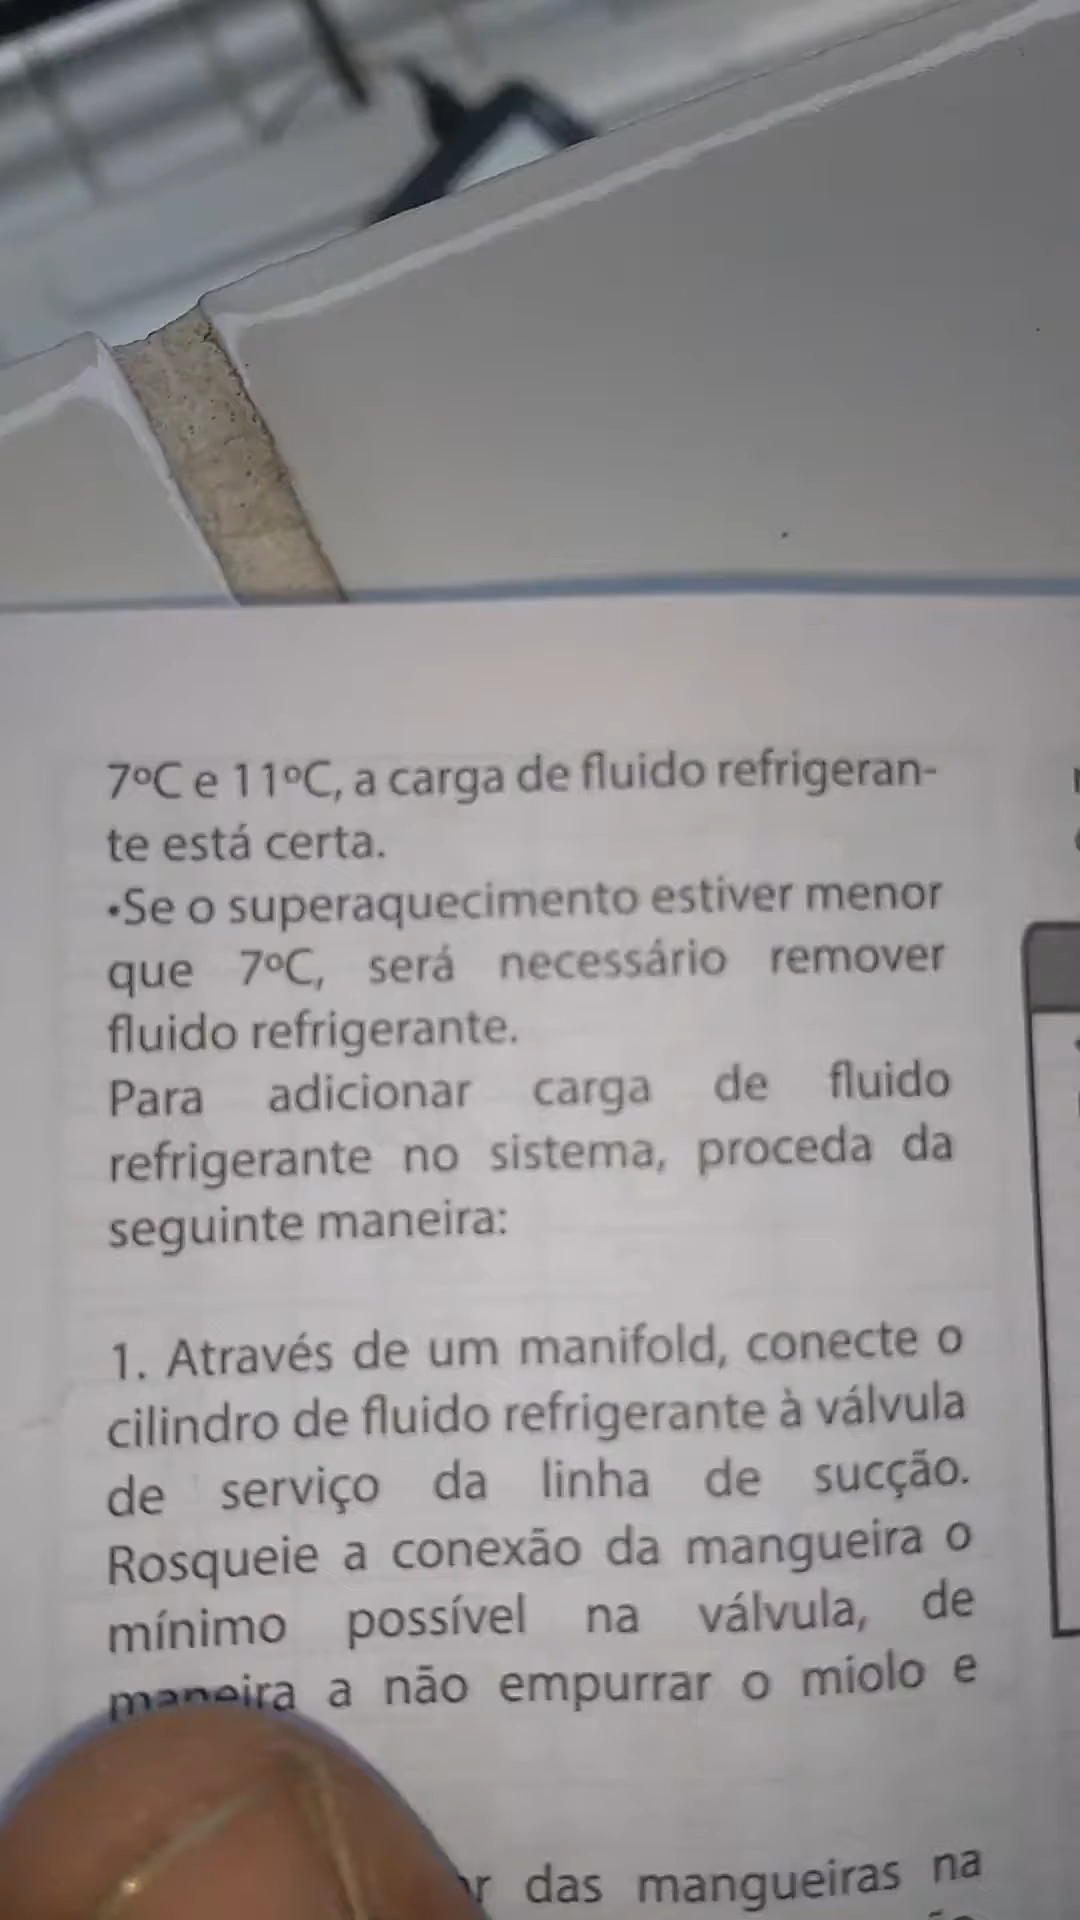 7ºC e 11ºC, a carga de fluido refrigeran-
te está certa.
•Se o superaquecimento estiver menor
que 7ºC, será necessário remover
fluido refrigerante.
Para adicionar carga de fluido
refrigerante no sistema, proceda da
seguinte maneira:
1. Através de um manifold, conecte o
cilindro de fluido refrigerante à válvula
de serviço da linha de sucção.
Rosqueie a conexão da mangueira o
mínimo possível na válvula, de
maneira a não empurrar o miolo e
das mangueiras na